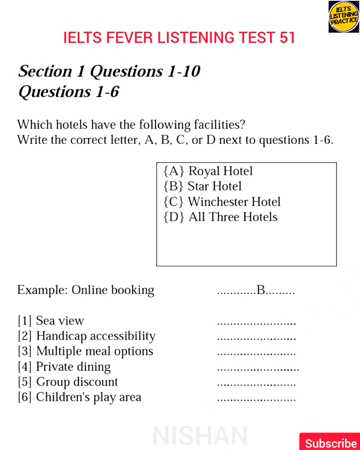 IELTS
LISTENING
PRACTICE
IELTS FEVER LISTENING TEST 51
Section 1 Questions 1-10
Questions 1-6
Which hotels have the following facilities?
Write the correct letter, A, B, C, or D next to questions 1-6.
{A} Royal Hotel
{B} Star Hotel
{C} Winchester Hotel
{D} All Three Hotels
Example: Online booking ............B.........
[1] Sea view ........................
[2] Handicap accessibility ........................
[3] Multiple meal options ........................
[4] Private dining .........................
[5] Group discount ........................
[6] Children's play area ........................
NISHAN
Subscribe